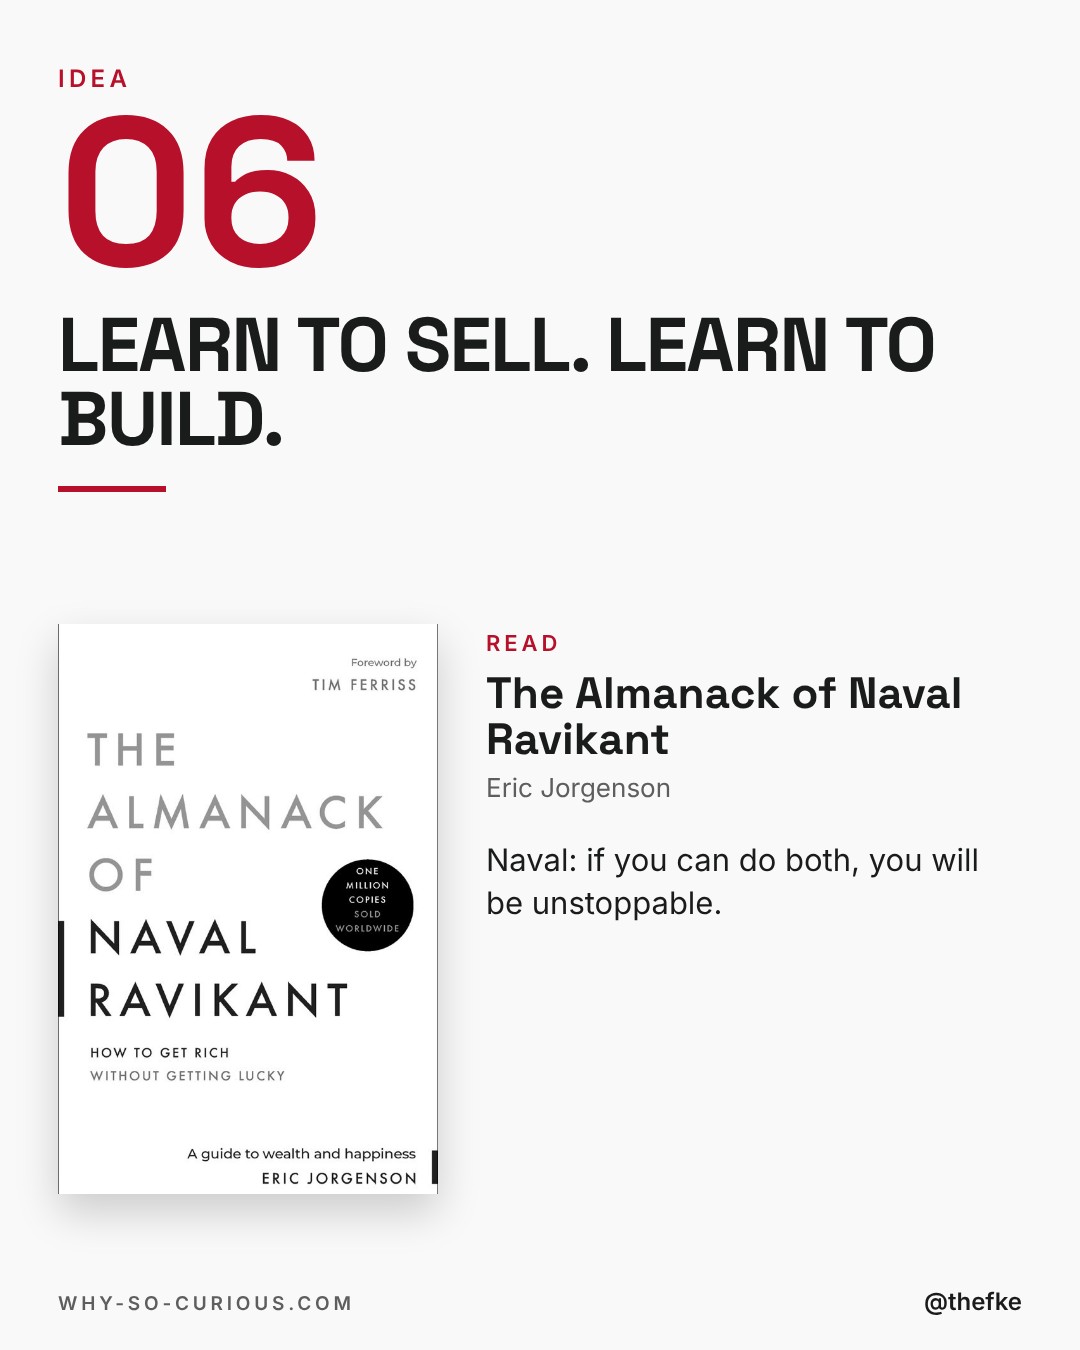 IDEA
06
LEARN TO SELL. LEARN TO
BUILD.
Foreword by
TIM FERRISS
THE
ALMANACK
OF
NAVAL
RAVIKANT
ONE
MILLION
COPIES
SOLD
WORLDWIDE
HOW TO GET RICH
WITHOUT GETTING LUCKY
A guide to wealth and happiness
ERIC JORGENSON
READ
The Almanack of Naval
Ravikant
Eric Jorgenson
Naval: if you can do both, you will
be unstoppable.
WHY-SO-CURIOUS.COM
@thefke